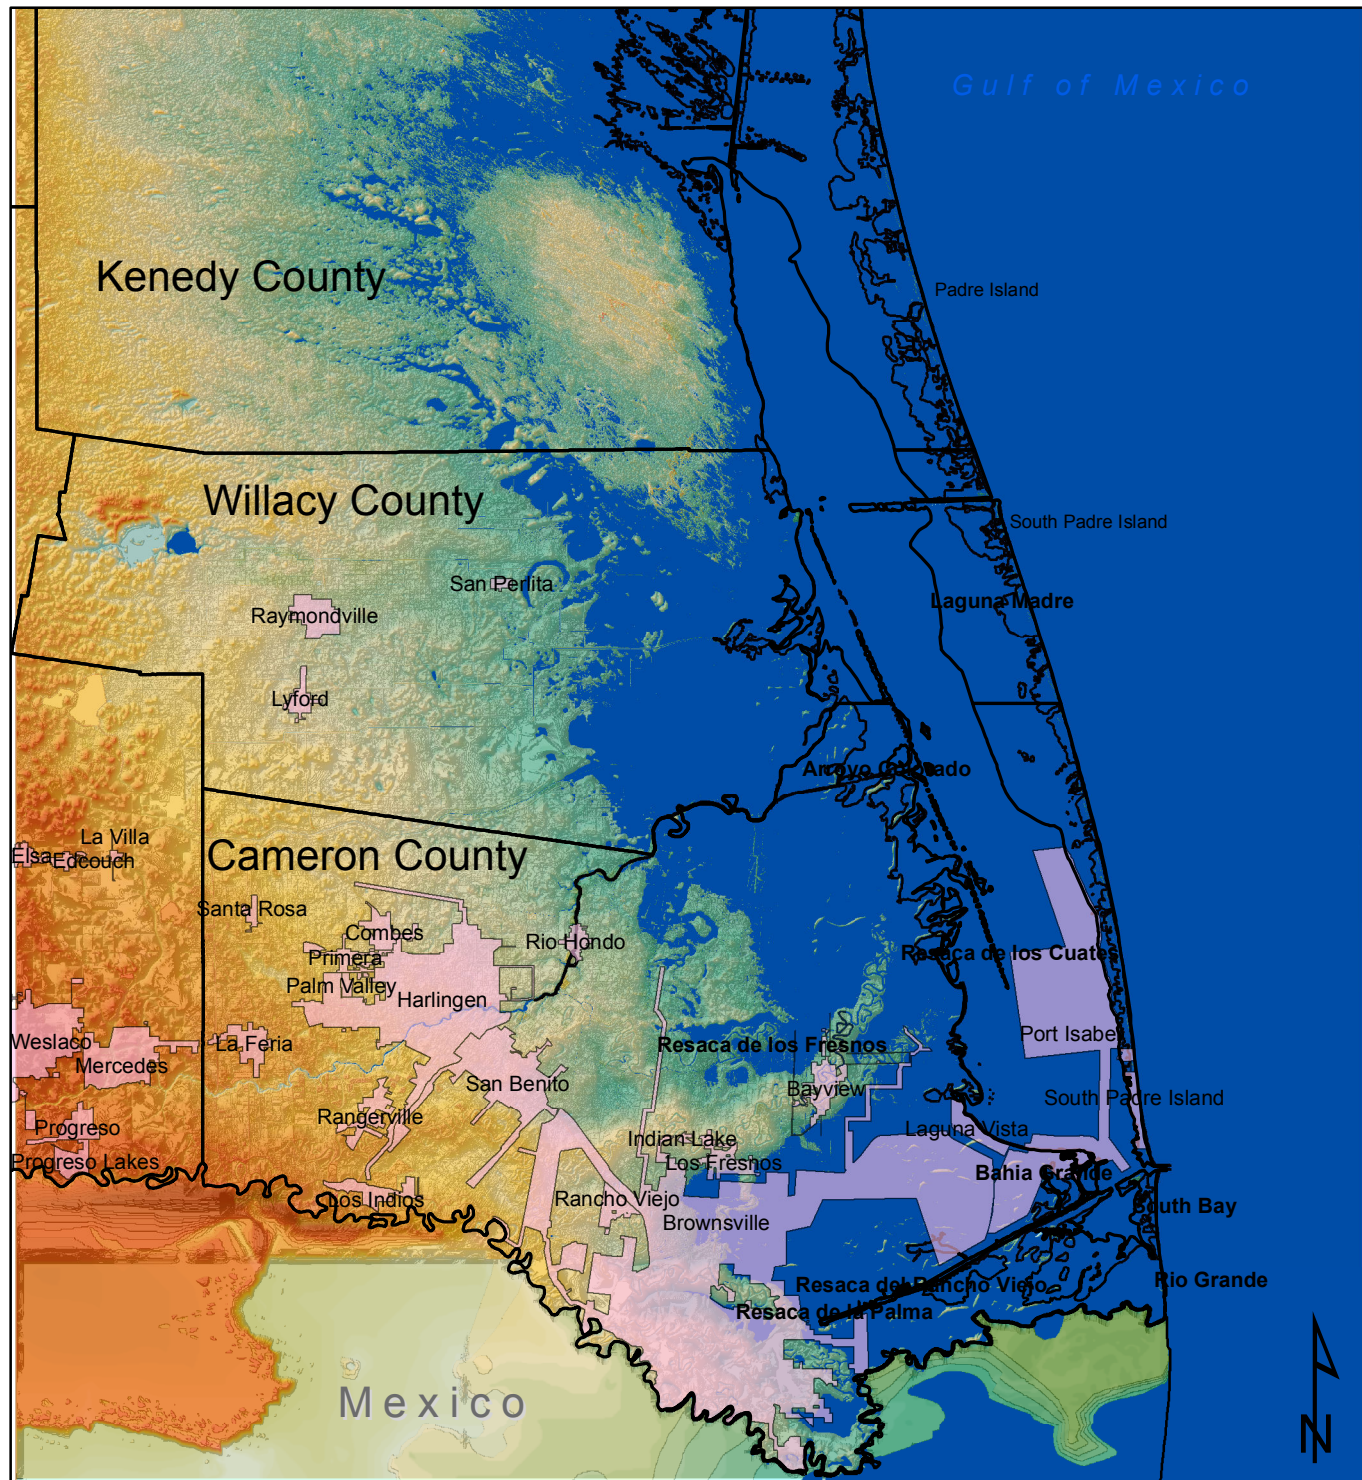 Gulf of Mexico
Kenedy County
Padre Island
Willacy County
South Padre Island
San Perlita
Laguna Madre
Raymondville
Lyford
Arroyo Colorado
La Villa
Elsa
Edcouch
Cameron County
Santa Rosa
Combes
Rio Hondo
Primera
Resaca de los Cuates
Palm Valley
Harlingen
Port Isabel
Weslaco
La Feria
Resaca de los Fresnos
Mercedes
San Benito
Bayview
South Padre Island
Rangerville
Progreso
Laguna Vista
Indian Lake
Progreso Lakes
Los Fresnos
Bahia Grande
Los Indios
Rancho Viejo
South Bay
Brownsville
Resaca del Rancho Viejo
Rio Grande
Resaca de la Palma
Mexico
N